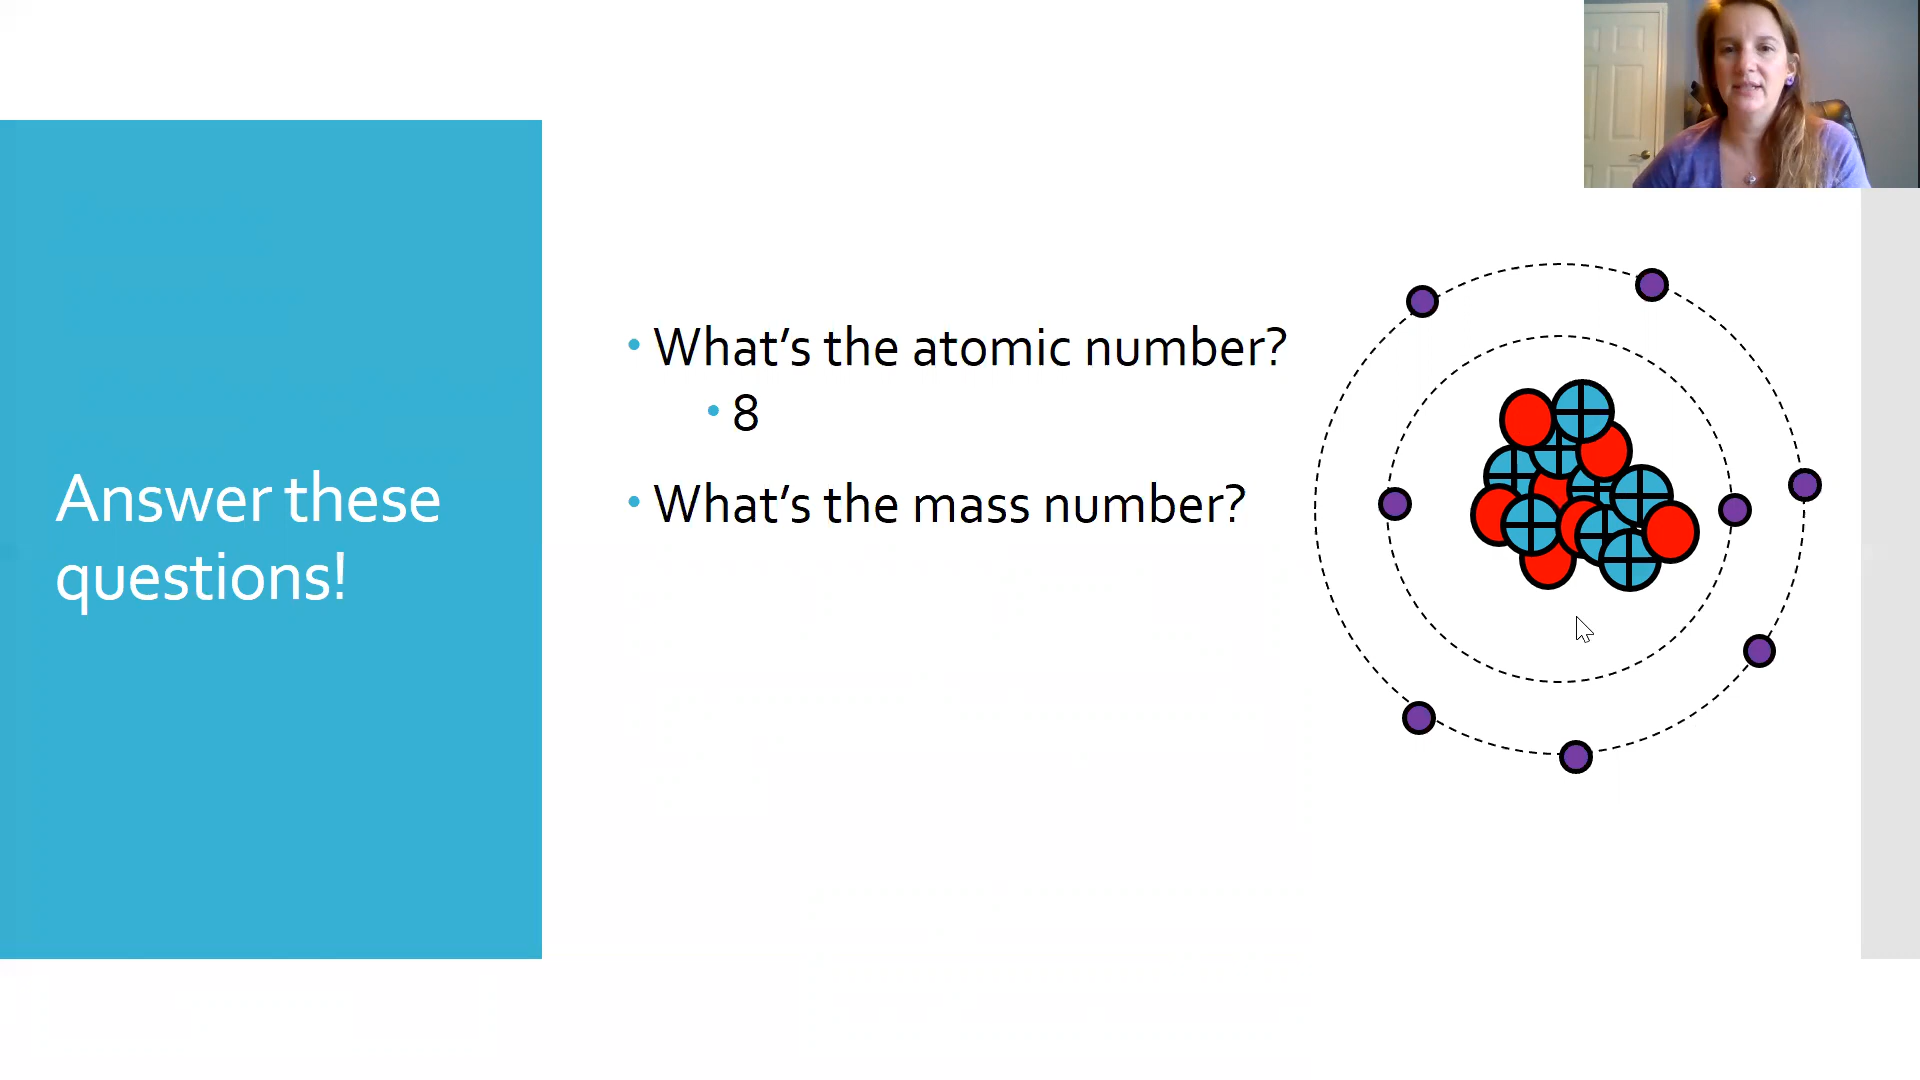 Answer these
questions!
• What’s the atomic number?
• 8
• What’s the mass number?